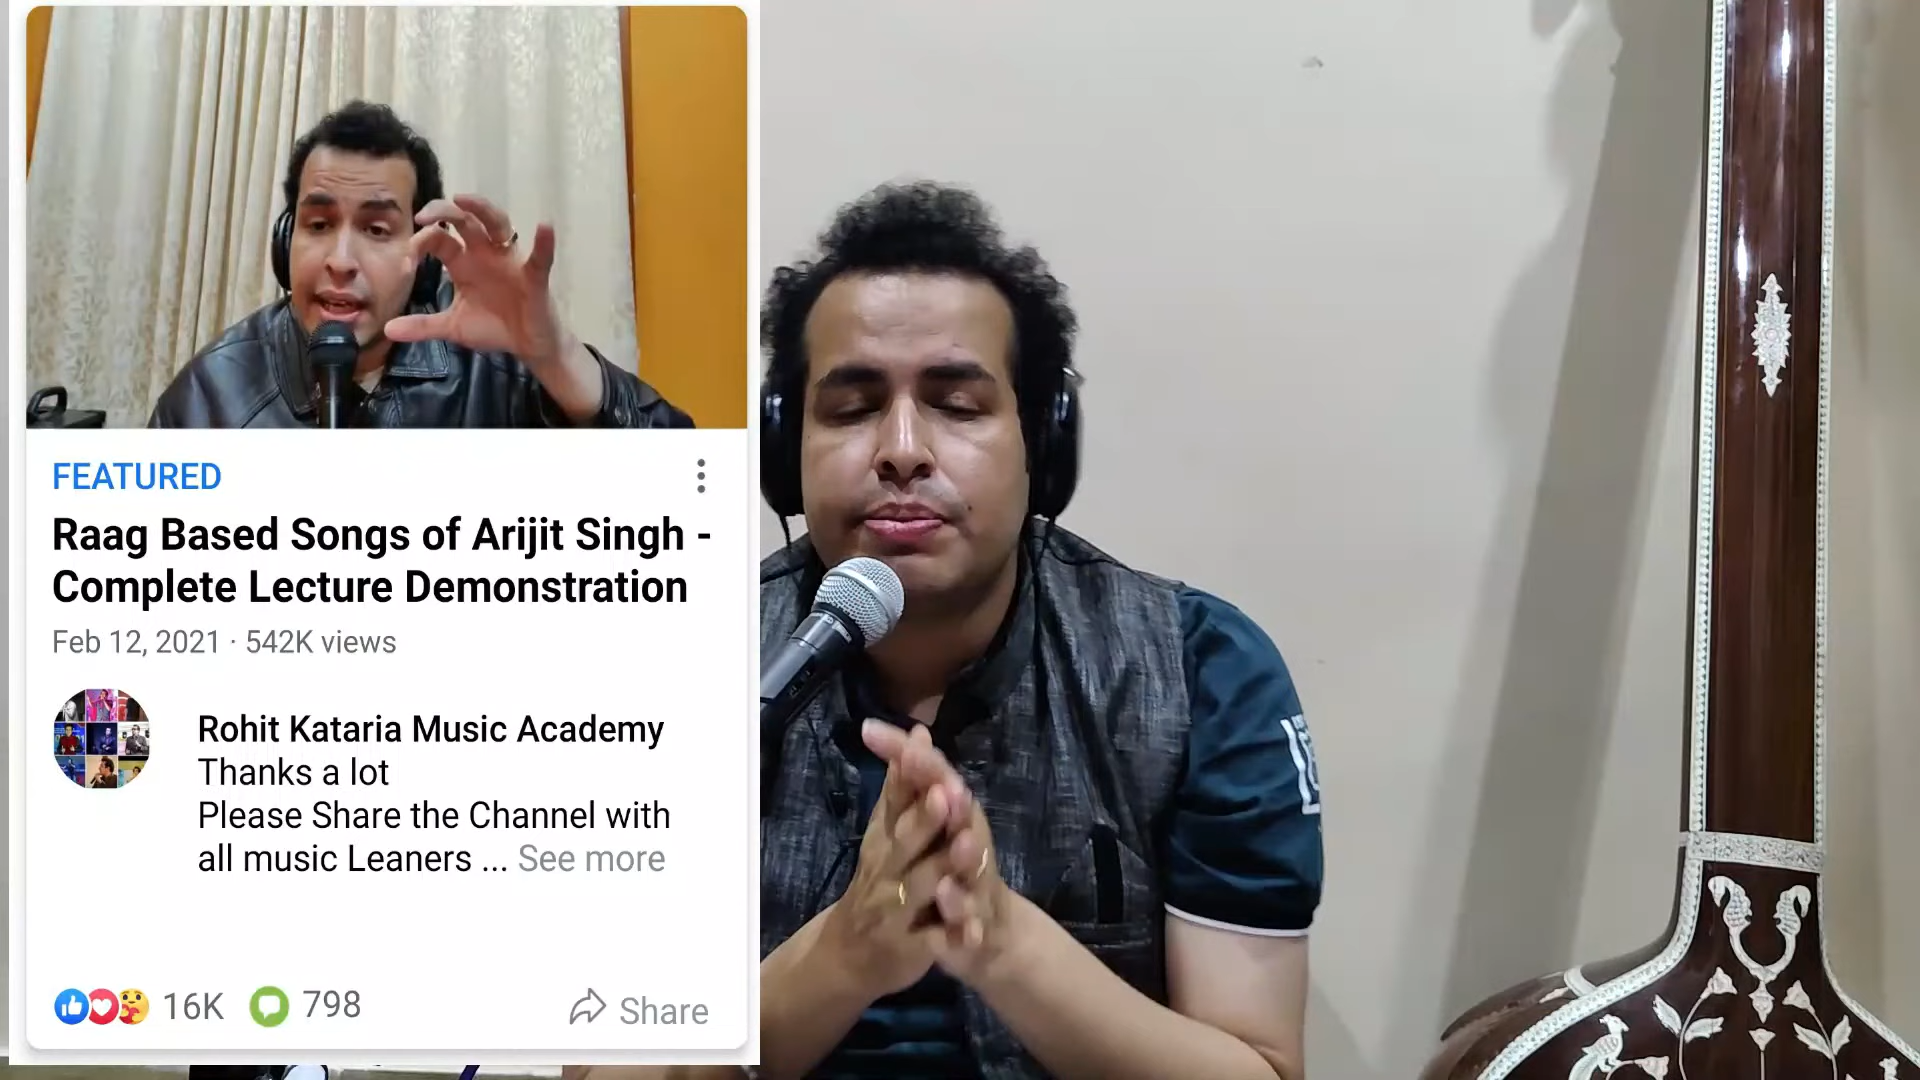 FEATURED
Raag Based Songs of Arijit Singh -
Complete Lecture Demonstration
Feb 12, 2021 · 542K views
Rohit Kataria Music Academy
Thanks a lot
Please Share the Channel with
all music Leaners ... See more
16K 798 Share